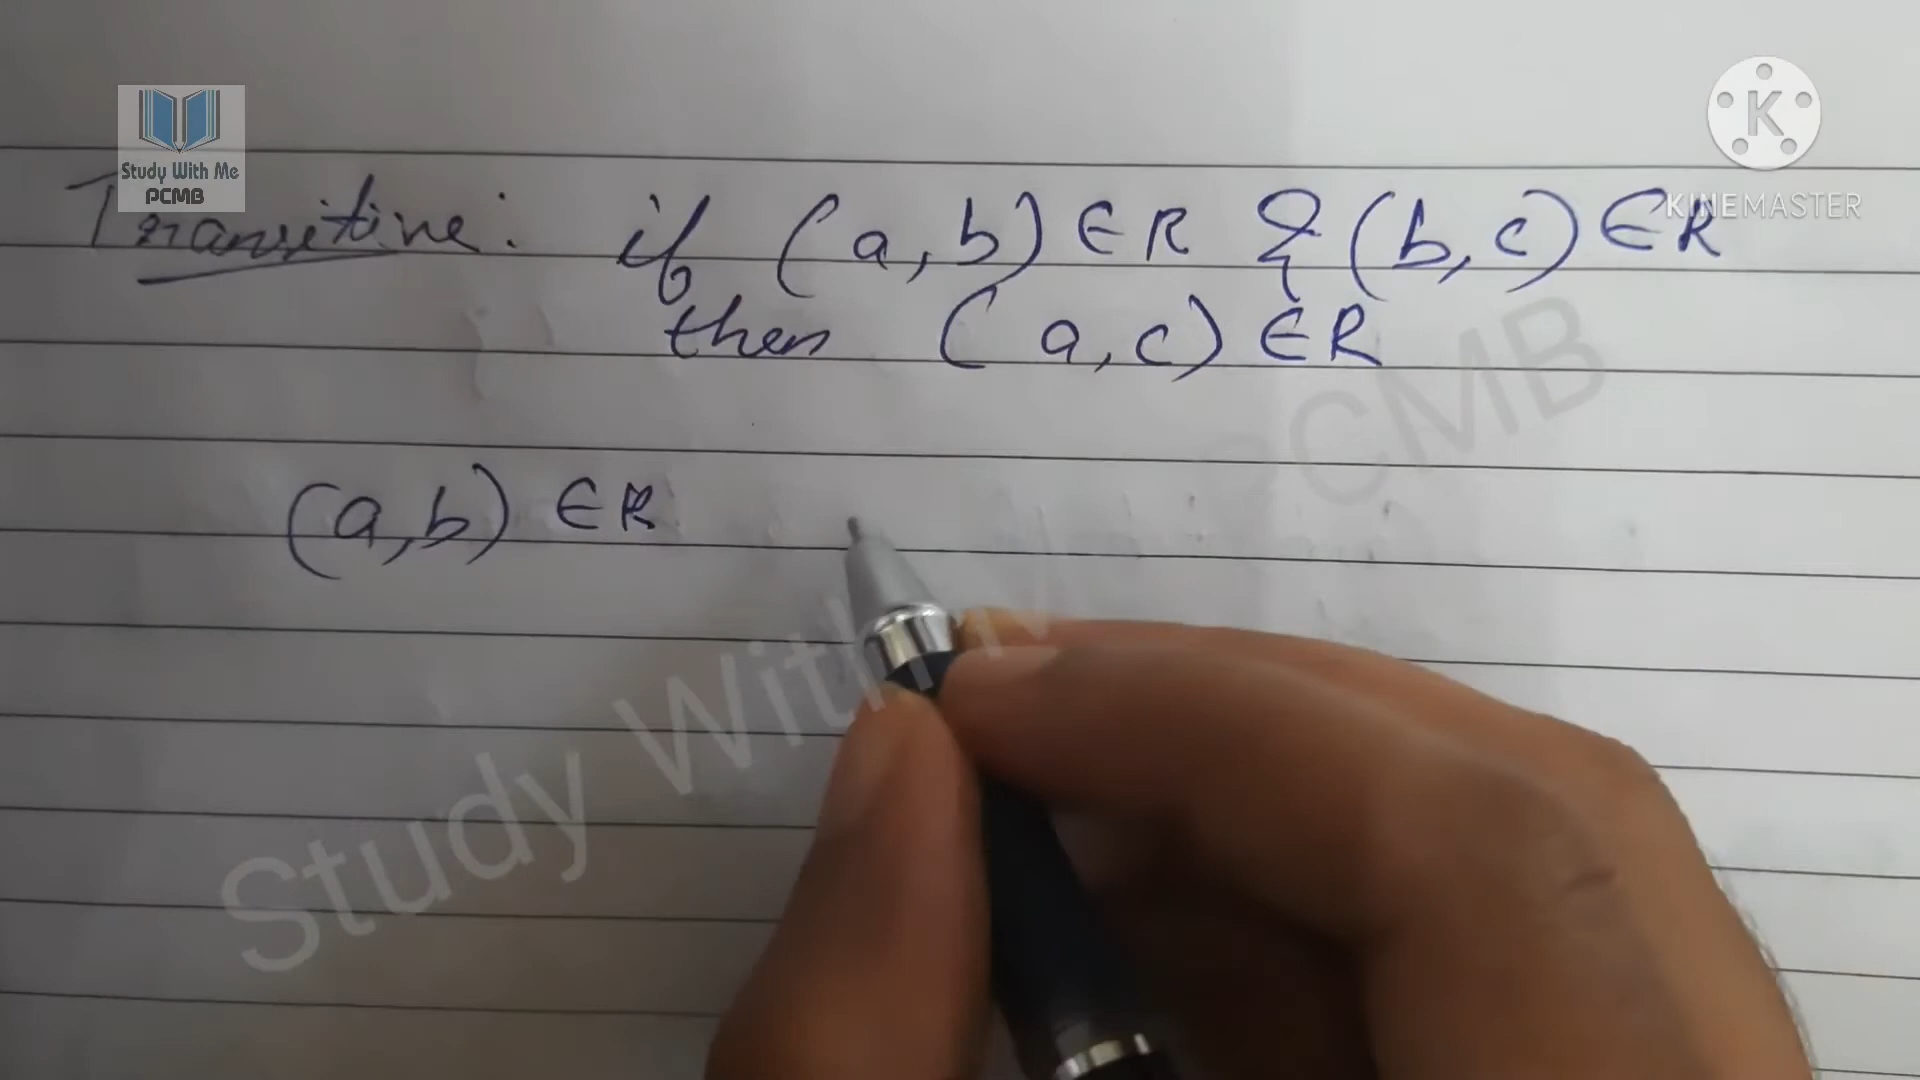 Study With Me
PCMB
K
KINEMASTER
Transitive: if (a, b) ∈ R & (b, c) ∈ R
then (a, c) ∈ R
(a, b) ∈ R
Study With Me PCMB